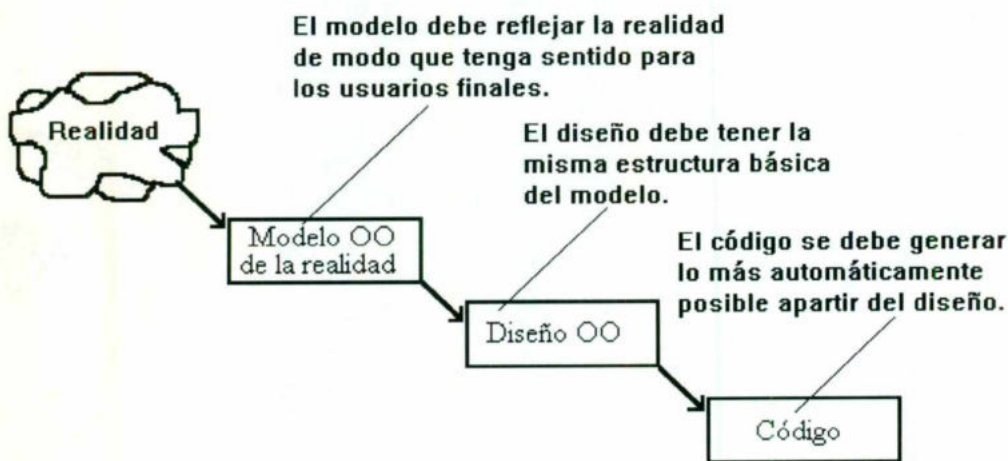 El modelo debe reflejar la realidad
de modo que tenga sentido para
los usuarios finales.
Realidad
El diseño debe tener la
misma estructura básica
del modelo.
Modelo OO
de la realidad
El código se debe generar
lo más automáticamente
posible apartir del diseño.
Diseño OO
Código